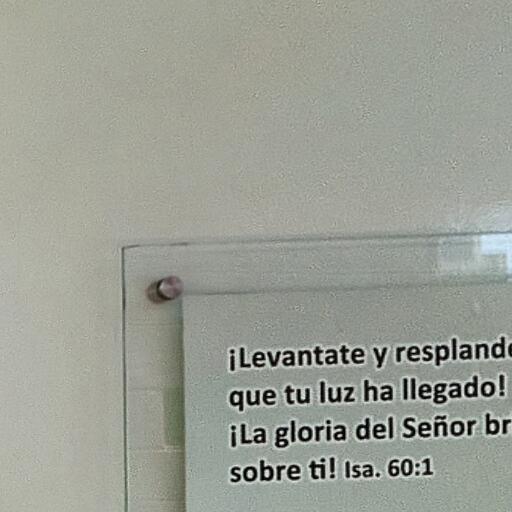 ¡Levantate y resplande
que tu luz ha llegado!
¡La gloria del Señor br
sobre ti! Isa. 60:1